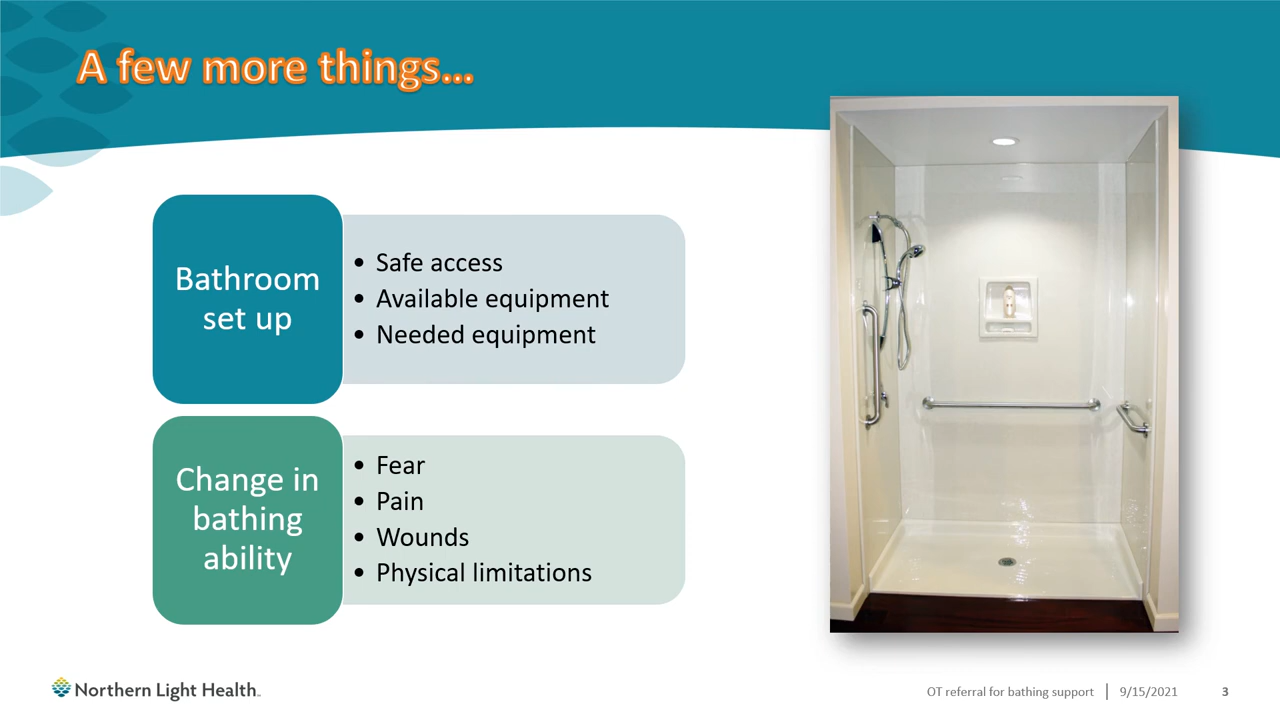 A few more things…
Bathroom
set up
• Safe access
• Available equipment
• Needed equipment
Change in
bathing
ability
• Fear
• Pain
• Wounds
• Physical limitations
Northern Light Health
OT referral for bathing support | 9/15/2021 3